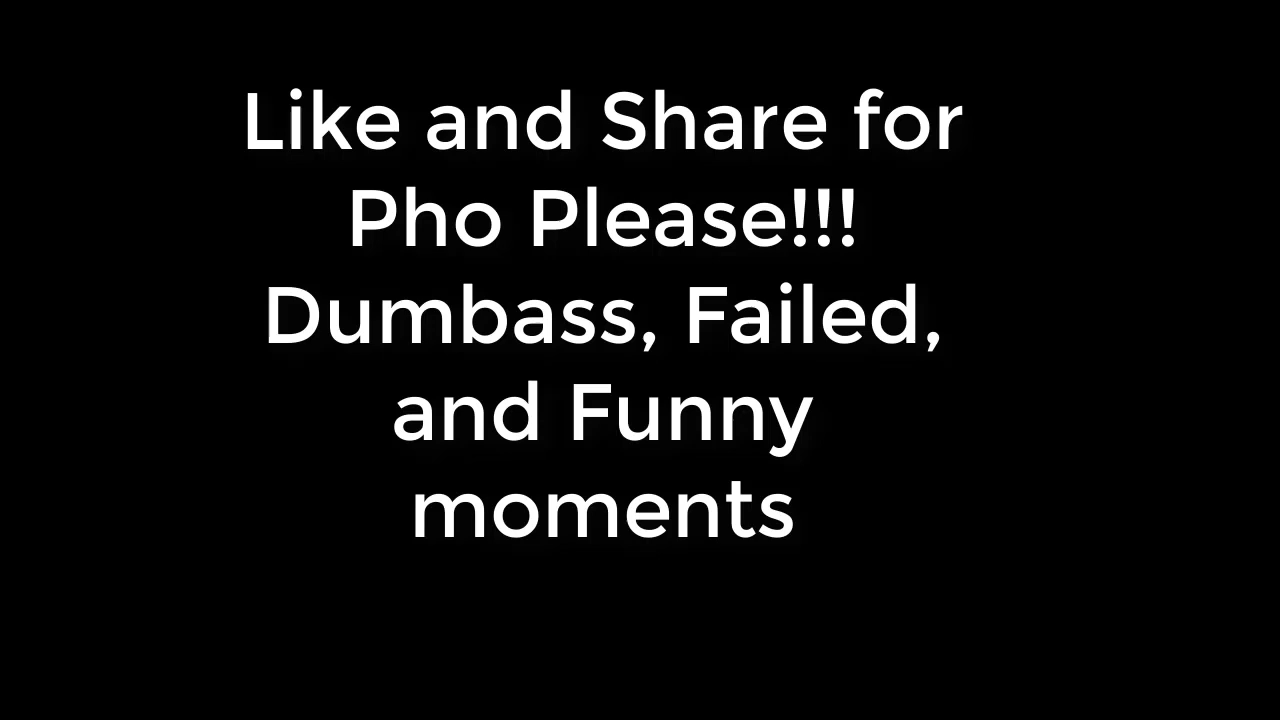 Like and Share for
Pho Please!!!
Dumbass, Failed,
and Funny
moments